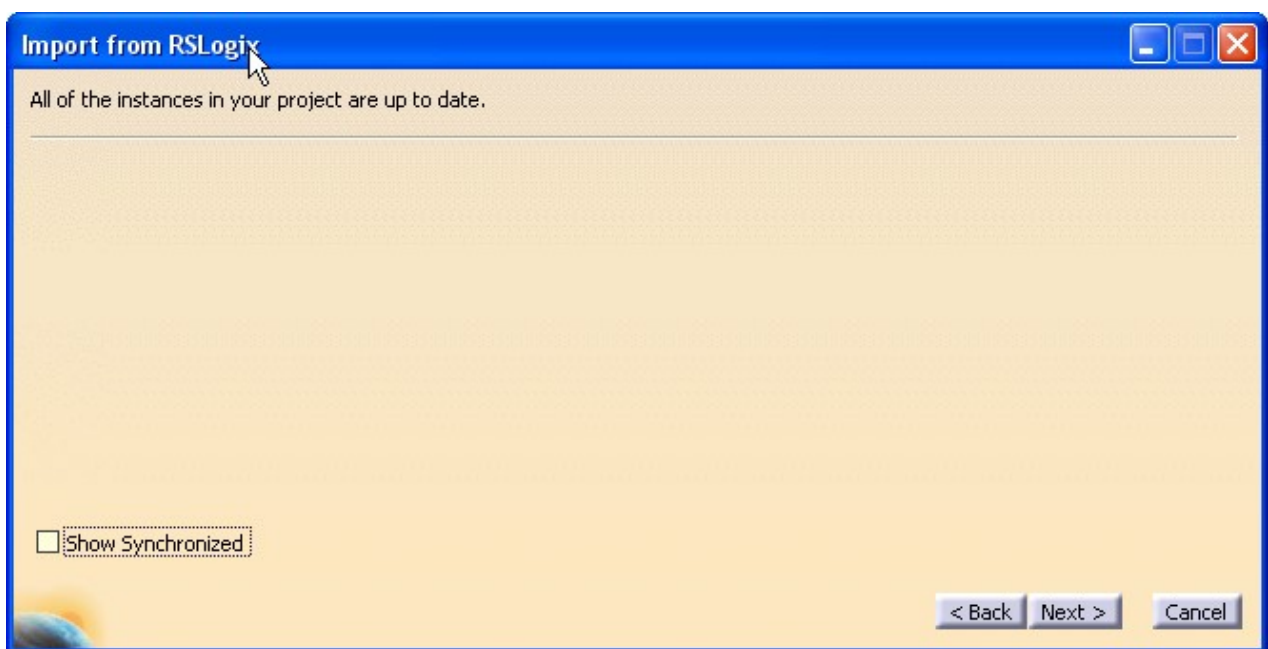 Import from RSLogix
All of the instances in your project are up to date.
Show Synchronized
< Back Next > Cancel